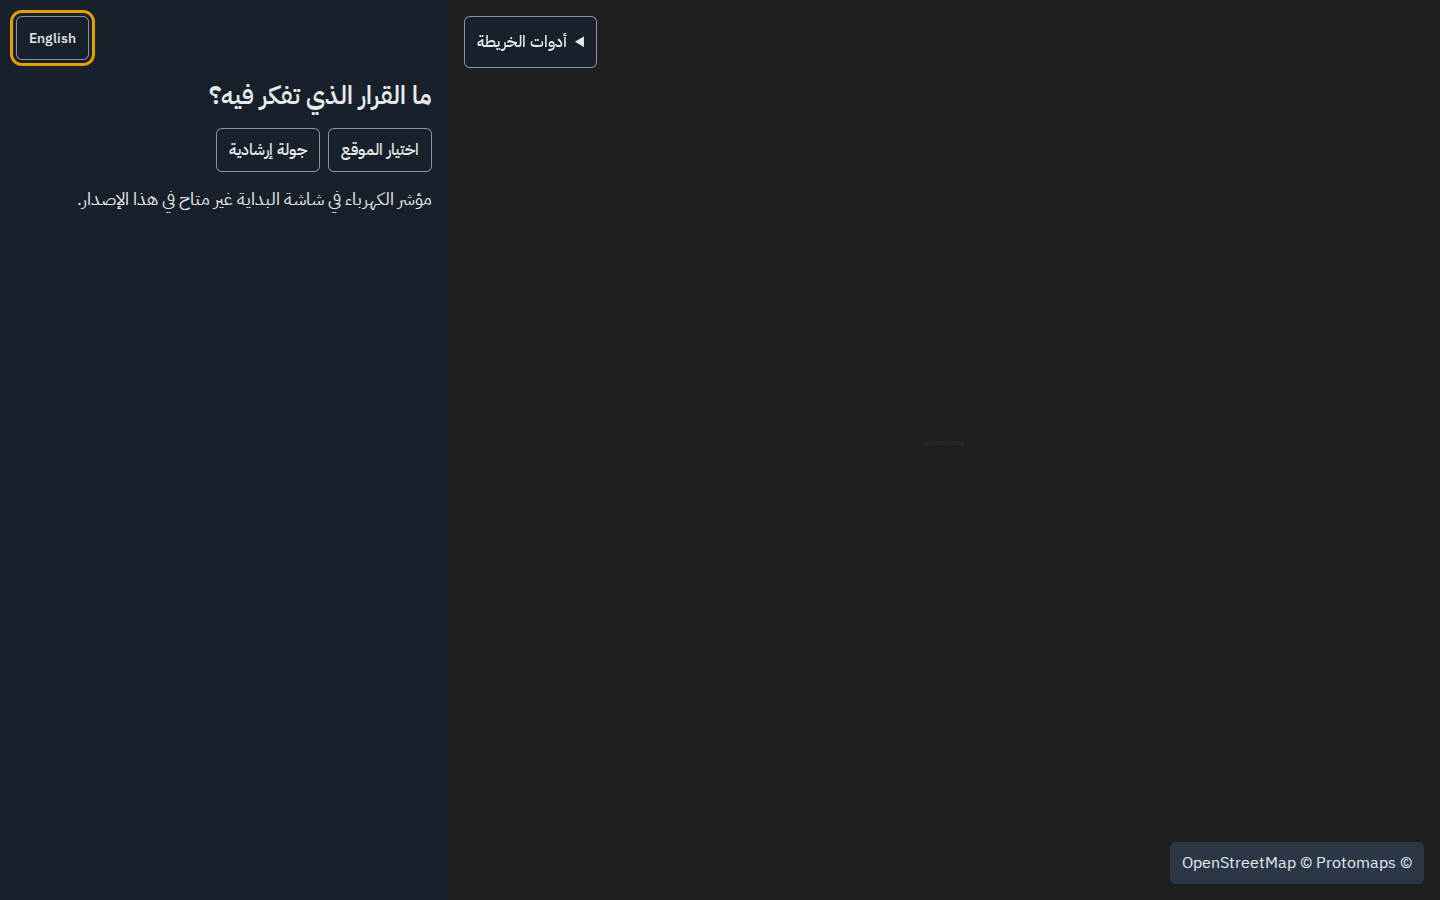 English
ما القرار الذي تفكر فيه؟
اختيار الموقع
جولة إرشادية
مؤشر الكهرباء في شاشة البداية غير متاح في هذا الإصدار.
أدوات الخريطة
OpenStreetMap © Protomaps ©